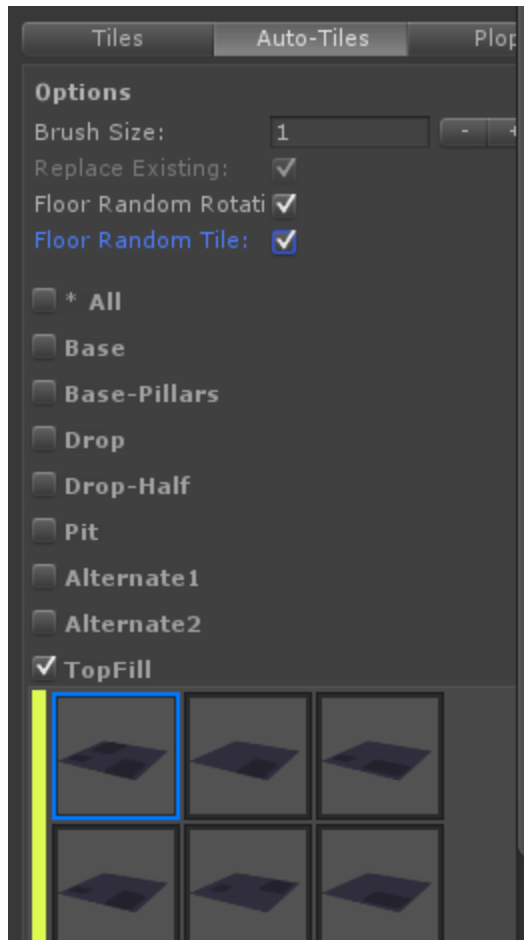 Tiles Auto-Tiles Plop
Options
Brush Size: 1 - +
Replace Existing:
Floor Random Rotati
Floor Random Tile:
* All
Base
Base-Pillars
Drop
Drop-Half
Pit
Alternate1
Alternate2
TopFill